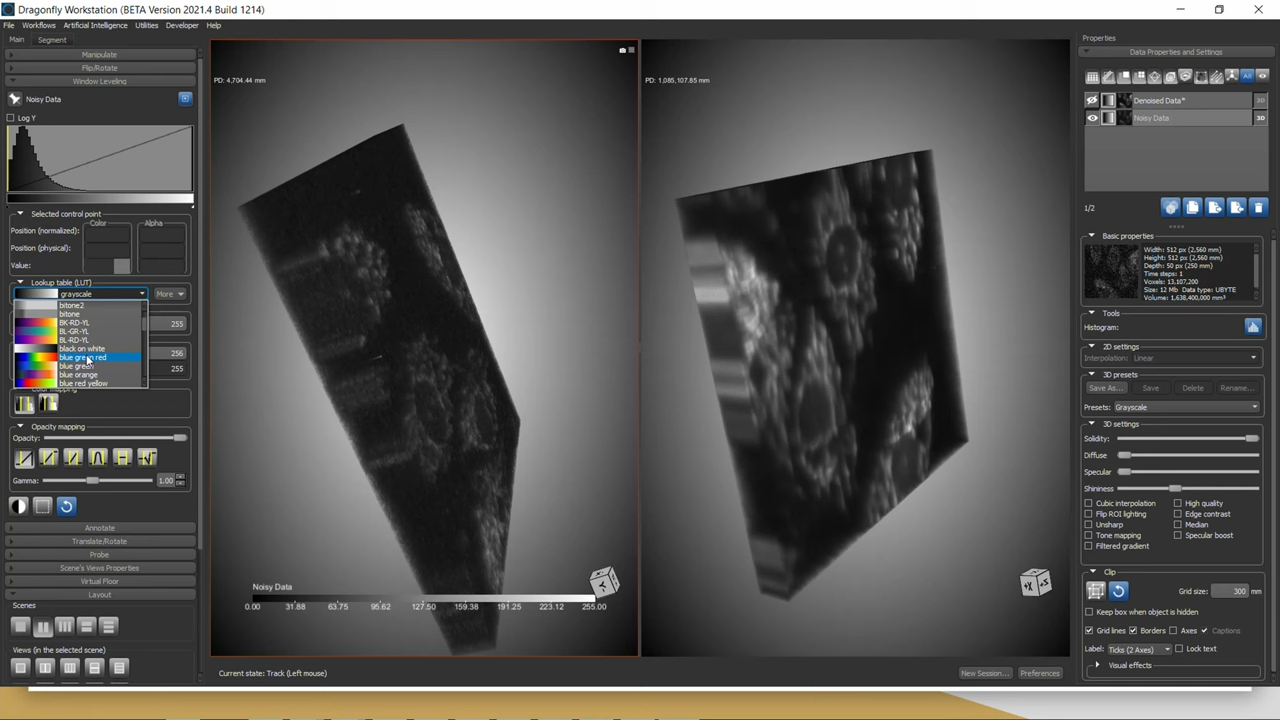 Dragonfly Workstation (BETA Version 2021.4 Build 1214)
File Workflows Artificial Intelligence Utilities Developer Help
Main Segment
Manipulate
Flip/Rotate
Window Leveling
Noisy Data
Log Y
Selected control point
Color Alpha
Position (normalized):
Position (physical):
Value:
Lookup table (LUT)
grayscale More
bitone2
bitone
BK-RD-YL
BL-GR-YL
BL-RD-YL
black on white
blue green red
blue green
blue orange
blue red yellow
255
256
255
Opacity mapping
Opacity:
Gamma: 1.00
Annotate
Translate/Rotate
Probe
Scene's Views Properties
Virtual Floor
Layout
Scenes
Views (in the selected scene)
PD: 4,704.44 mm
Noisy Data
0.00 31.88 63.75 95.62 127.50 159.38 191.25 223.12 255.00
PD: 1,085,107.85 mm
+X +Z
Current state: Track (Left mouse)
New Session... Preferences
Properties
Data Properties and Settings
All
Denoised Data* 3D
Noisy Data 3D
1/2
Basic properties
Width: 512 px (2,560 mm)
Height: 512 px (2,560 mm)
Depth: 50 px (250 mm)
Time steps: 1
Voxels: 13,107,200
Size: 12 Mb Data type: UBYTE
Volume: 1,638,400,000 mm³
Tools
Histogram:
2D settings
Interpolation: Linear
3D presets
Save As... Save Delete Rename...
Presets: Grayscale
3D settings
Solidity:
Diffuse
Specular
Shininess
Cubic interpolation High quality
Flip ROI lighting Edge contrast
Unsharp Median
Tone mapping Specular boost
Filtered gradient
Clip
Grid size: 300 mm
Keep box when object is hidden
Grid lines Borders Axes Captions
Label: Ticks (2 Axes) Lock text
Visual effects